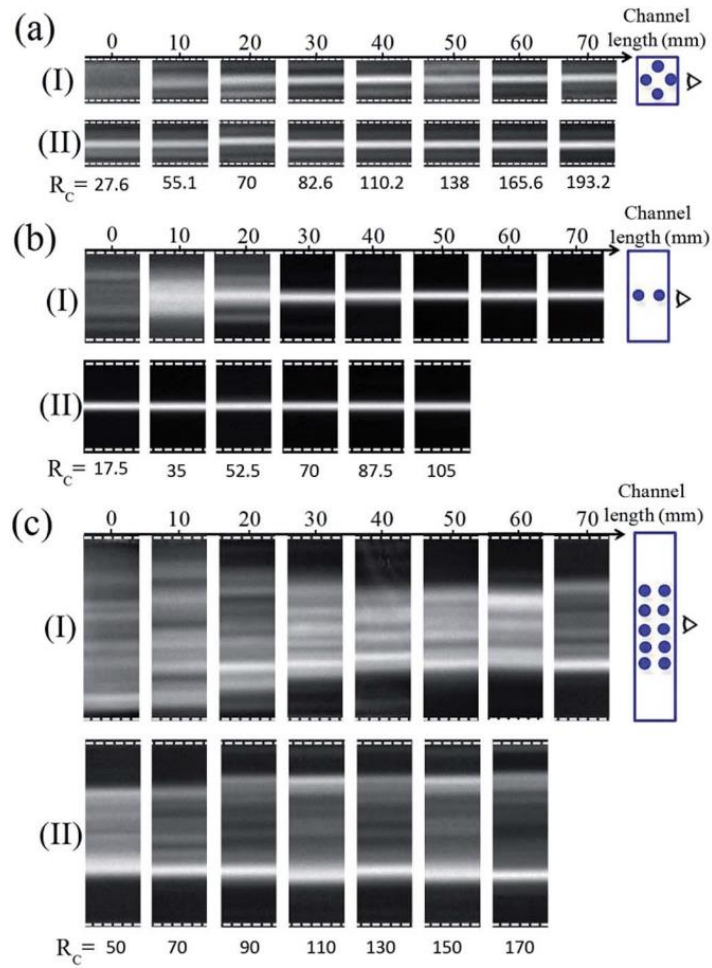 (a)
0 10 20 30 40 50 60 70 Channel length (mm)
(I)
(II)
R_C= 27.6 55.1 70 82.6 110.2 138 165.6 193.2
(b)
0 10 20 30 40 50 60 70 Channel length (mm)
(I)
(II)
R_C= 17.5 35 52.5 70 87.5 105
(c)
0 10 20 30 40 50 60 70 Channel length (mm)
(I)
(II)
R_C= 50 70 90 110 130 150 170